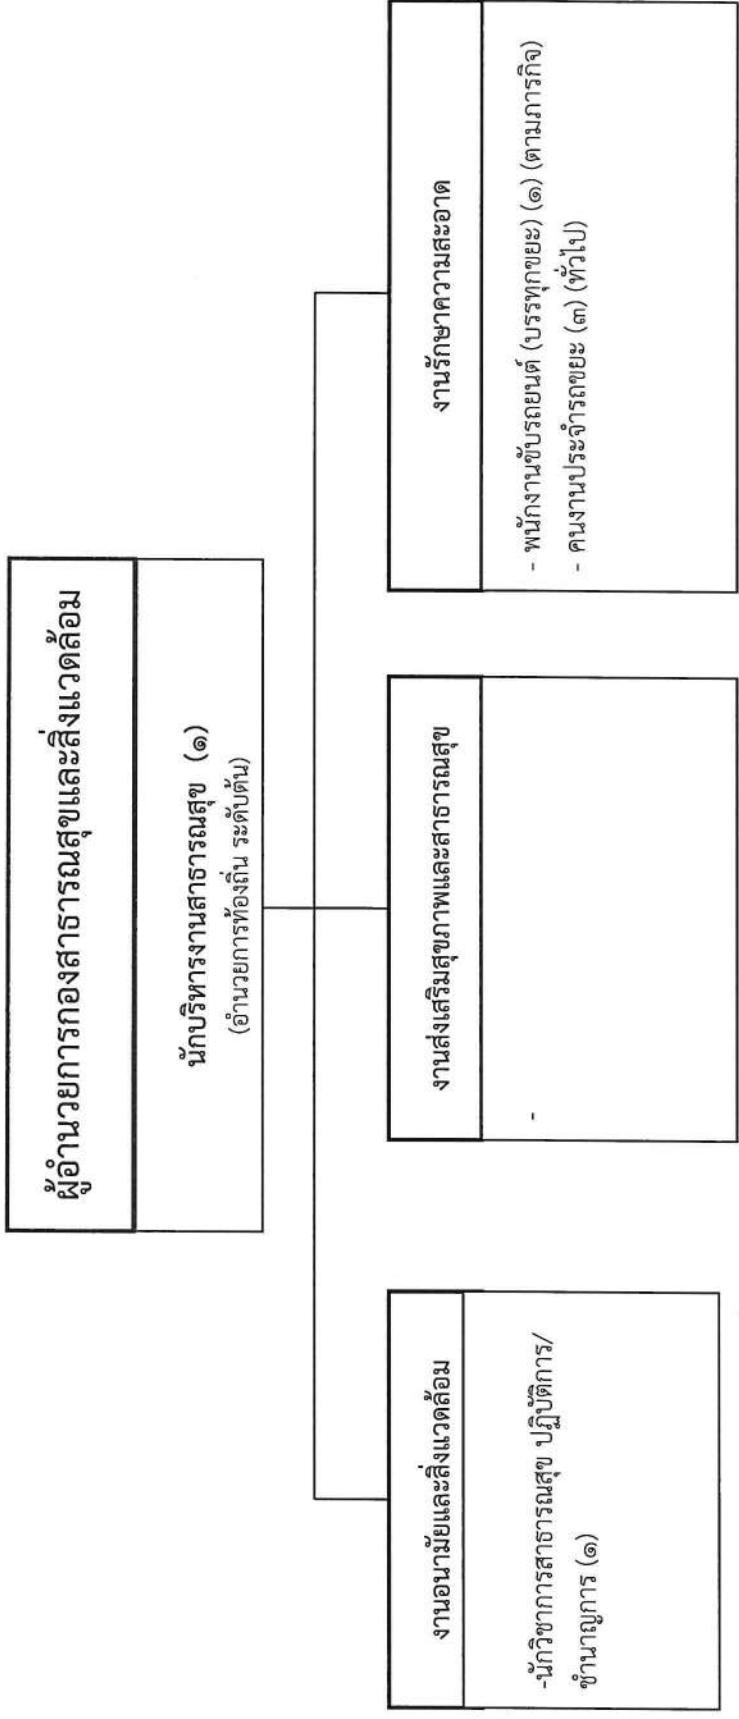 ผู้อำนวยการกองสาธารณสุขและสิ่งแวดล้อม
นักบริหารงานสาธารณสุข (๑)
(อำนวยการท้องถิ่น ระดับต้น)
งานอนามัยและสิ่งแวดล้อม
-นักวิชาการสาธารณสุข ปฏิบัติการ/
ชำนาญการ (๑)
งานส่งเสริมสุขภาพและสาธารณสุข
-
งานรักษาความสะอาด
- พนักงานขับรถยนต์ (บรรทุกขยะ) (๑) (ตามภารกิจ)
- คนงานประจำรถขยะ (๓) (ทั่วไป)